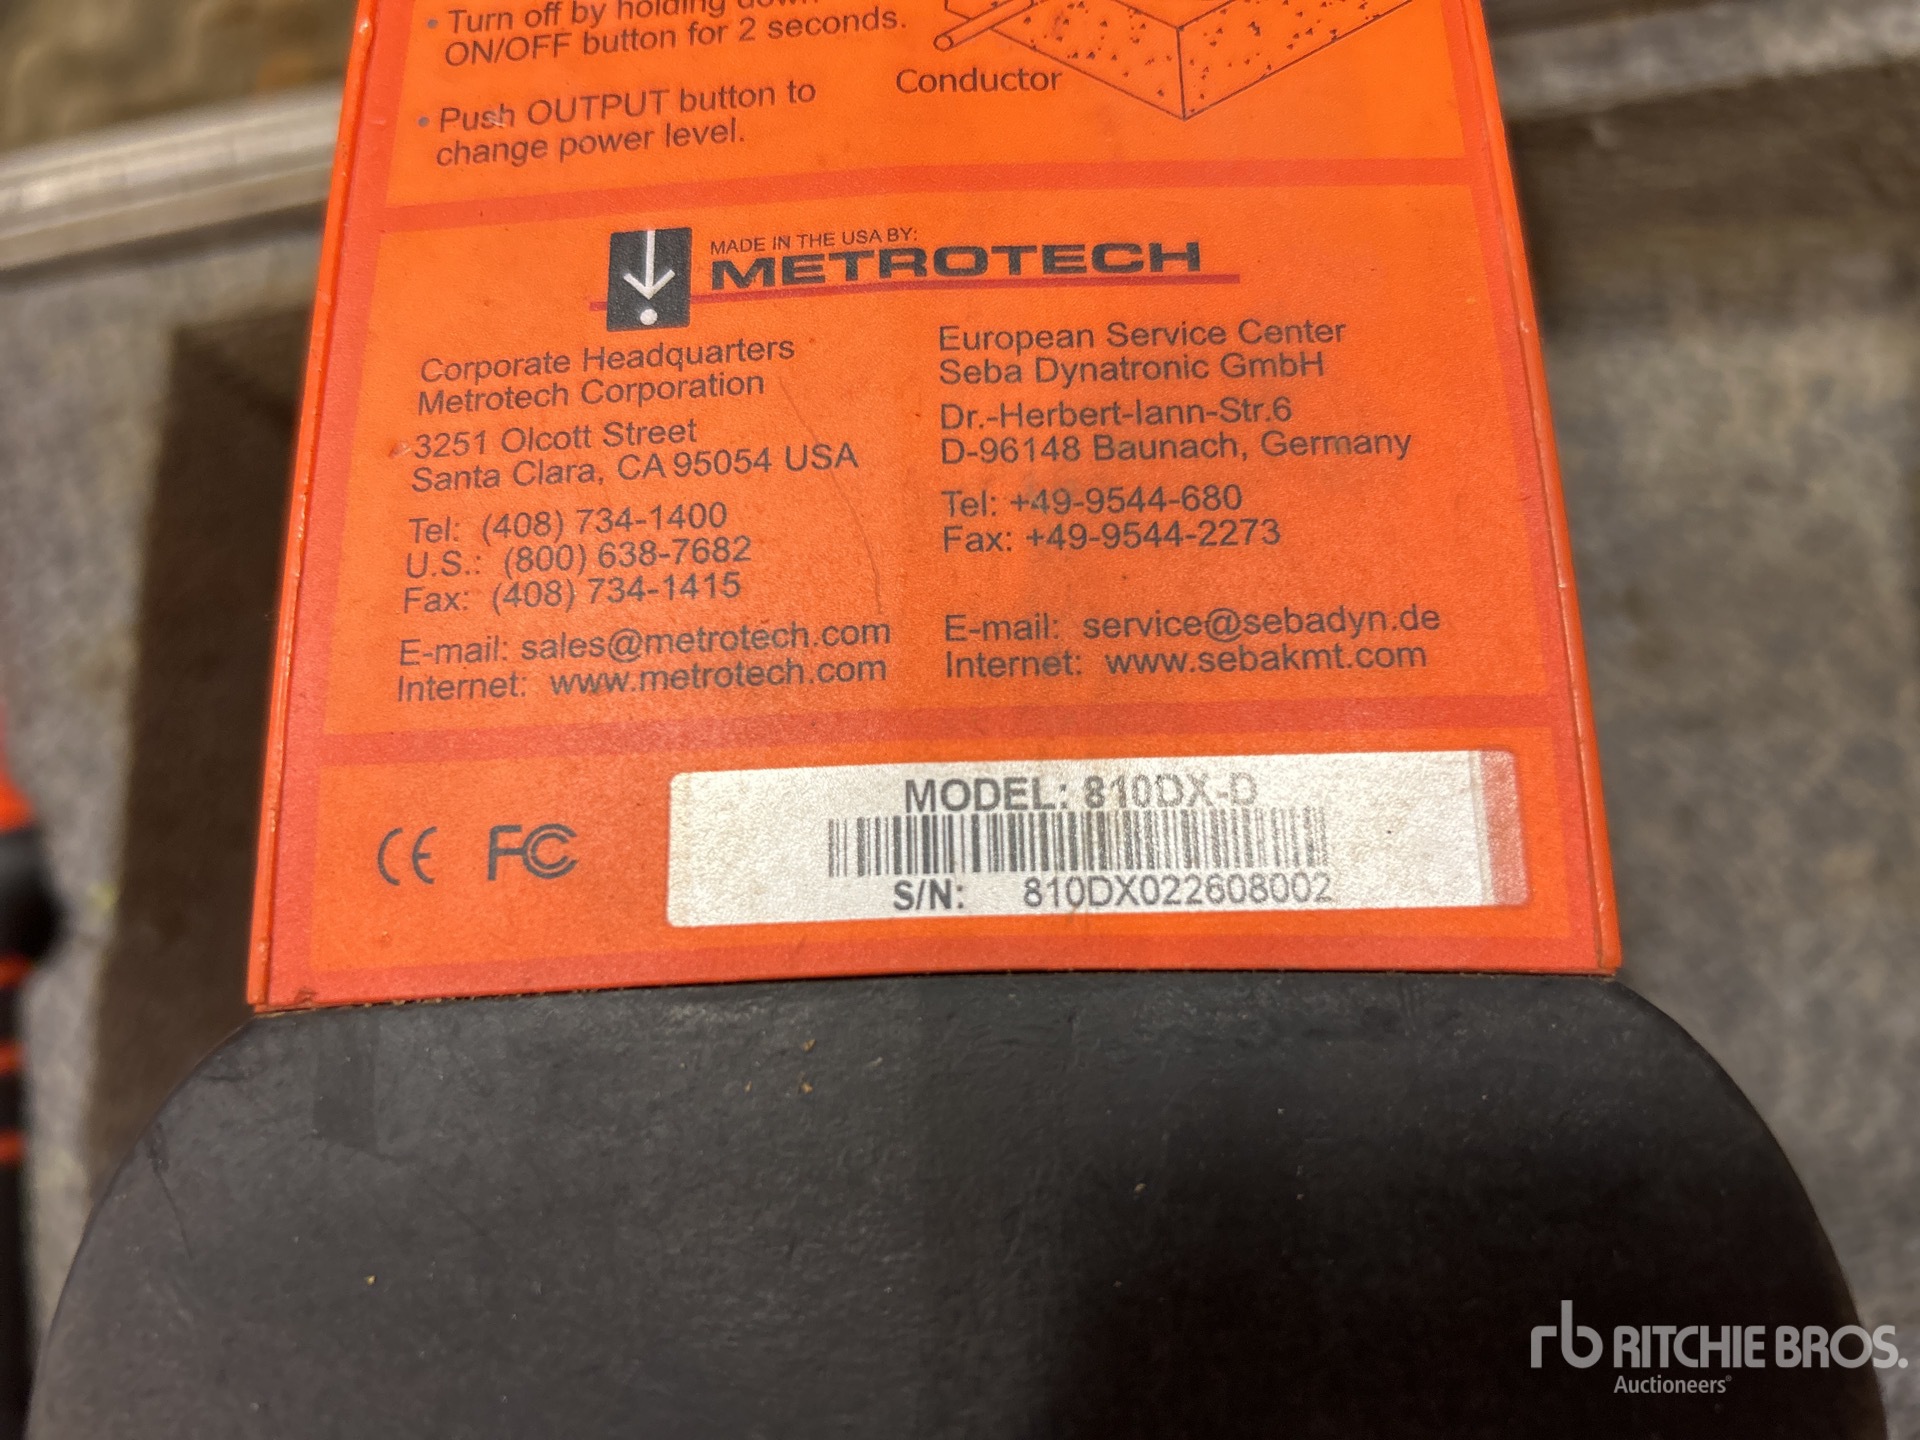 • Turn off by holding down
ON/OFF button for 2 seconds.
• Push OUTPUT button to
change power level.
Conductor
MADE IN THE USA BY:
METROTECH
Corporate Headquarters
Metrotech Corporation
3251 Olcott Street
Santa Clara, CA 95054 USA
Tel: (408) 734-1400
U.S.: (800) 638-7682
Fax: (408) 734-1415
E-mail: sales@metrotech.com
Internet: www.metrotech.com
European Service Center
Seba Dynatronic GmbH
Dr.-Herbert-Iann-Str.6
D-96148 Baunach, Germany
Tel: +49-9544-680
Fax: +49-9544-2273
E-mail: service@sebadyn.de
Internet: www.sebakmt.com
CE FC
MODEL: 810DX-D
S/N: 810DX022608002
rb RITCHIE BROS.
Auctioneers